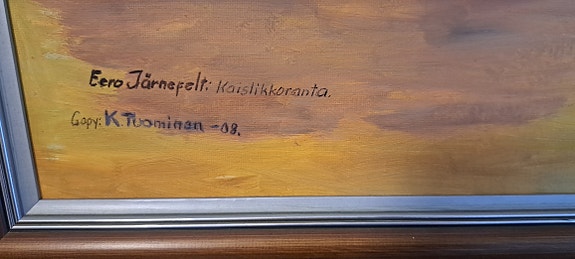 Eero Järnefelt: Kaislikkoranta.
Copy: K. Tuominen -08.